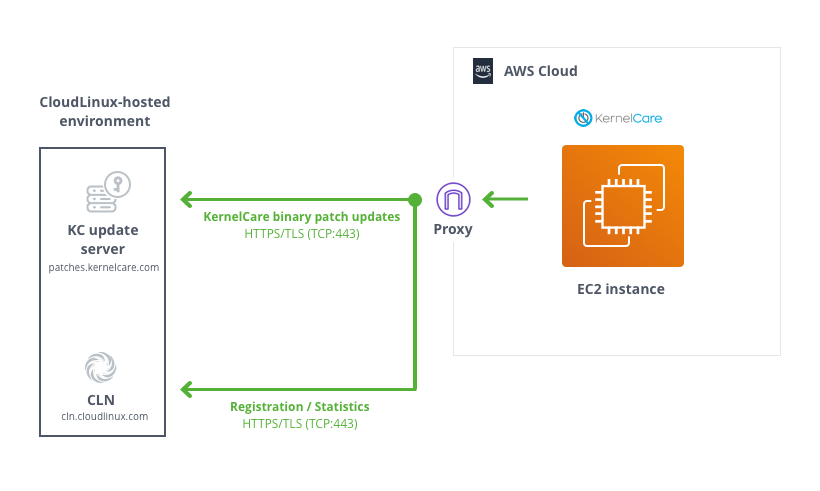 CloudLinux-hosted
environment
KC update
server
patches.kernelcare.com
CLN
cln.cloudlinux.com
KernelCare binary patch updates
HTTPS/TLS (TCP:443)
Registration / Statistics
HTTPS/TLS (TCP:443)
Proxy
aws
AWS Cloud
KernelCare
EC2 instance